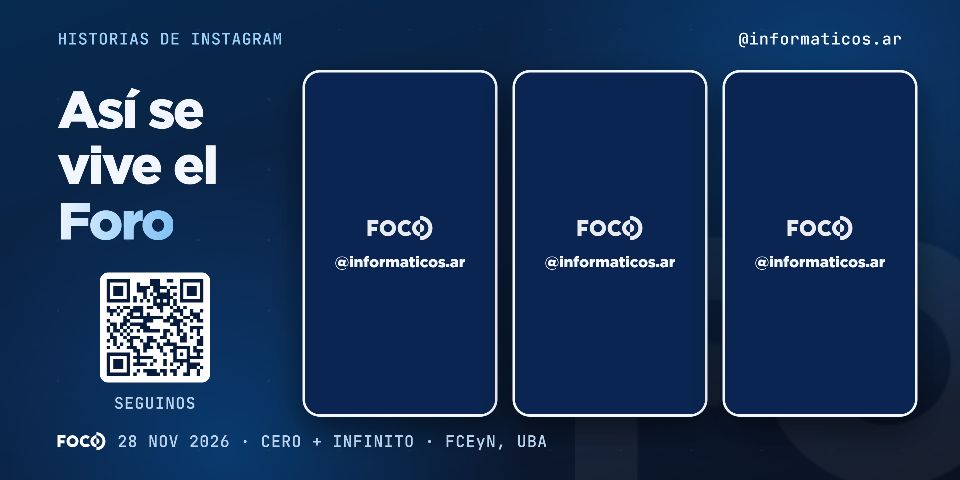 HISTORIAS DE INSTAGRAM
@informaticos.ar
Así se
vive el
Foro
SEGUINOS
FOCO
@informaticos.ar
FOCO
@informaticos.ar
FOCO
@informaticos.ar
FOCO 28 NOV 2026 · CERO + INFINITO · FCEyN, UBA